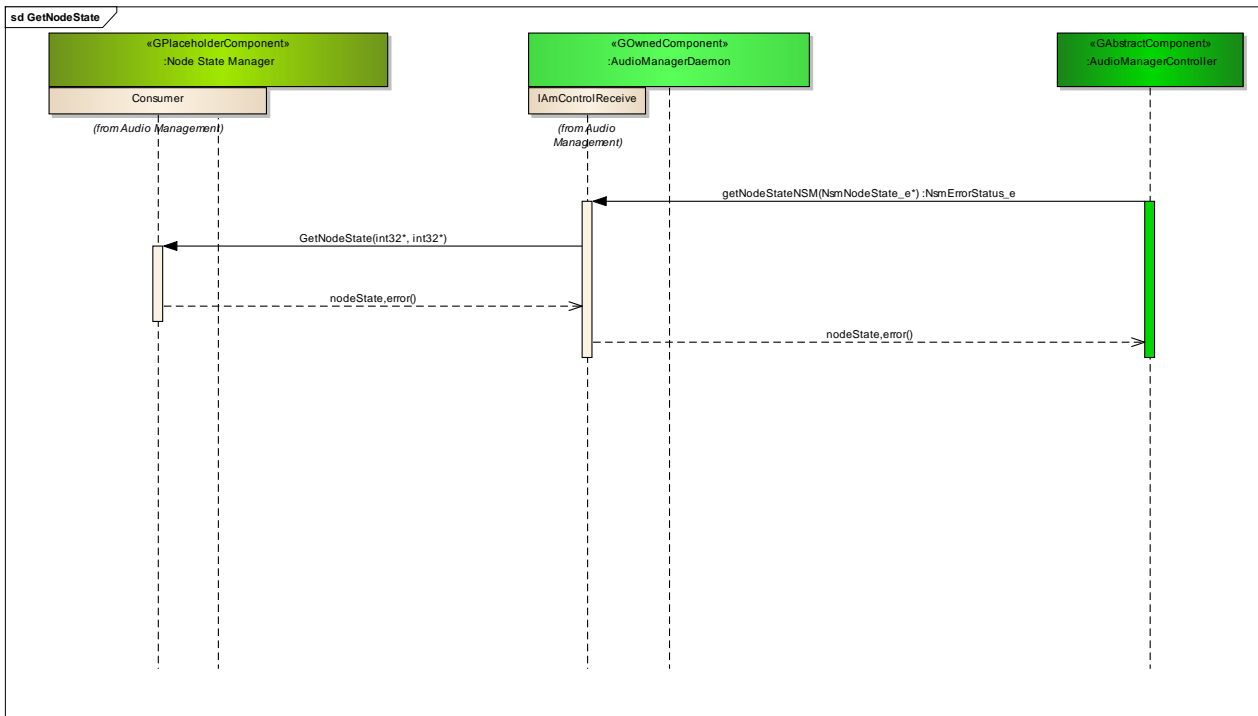 sd GetNodeState
«GPlaceholderComponent»
:Node State Manager
«GOwnedComponent»
:AudioManagerDaemon
«GAbstractComponent»
:AudioManagerController
Consumer
IAmControlReceive
(from Audio Management)
(from Audio
Management)
getNodeStateNSM(NsmNodeState_e*) :NsmErrorStatus_e
GetNodeState(int32*, int32*)
nodeState,error()
nodeState,error()